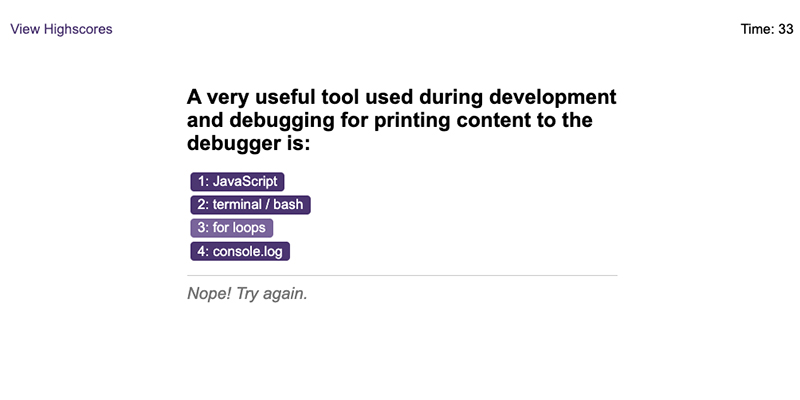 View Highscores
Time: 33
A very useful tool used during development
and debugging for printing content to the
debugger is:
1: JavaScript
2: terminal / bash
3: for loops
4: console.log
Nope! Try again.